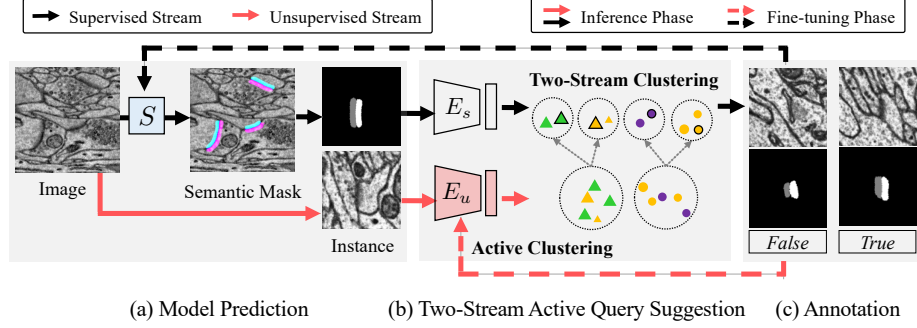 Supervised Stream
Unsupervised Stream
Inference Phase
Fine-tuning Phase
S
Image
Semantic Mask
Instance
E_s
E_u
Two-Stream Clustering
Active Clustering
False
True
(a) Model Prediction
(b) Two-Stream Active Query Suggestion
(c) Annotation